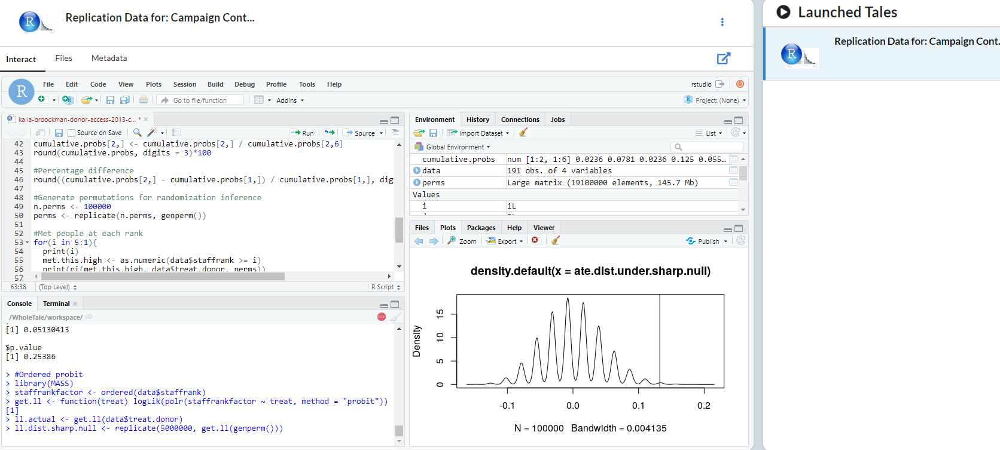 Replication Data for: Campaign Cont...
Interact Files Metadata
File Edit Code View Plots Session Build Debug Profile Tools Help
rstudio
Go to file/function
Addins
Project: (None)
kalla-broockman-donor-access-2013-c... *
Source on Save
Run
Source
42 cumulative.probs[2,] <- cumulative.probs[2,] / cumulative.probs[2,6]
43 round(cumulative.probs, digits = 3)*100
44
45 #Percentage difference
46 round((cumulative.probs[2,] - cumulative.probs[1,]) / cumulative.probs[1,], dig
47
48 #Generate permutations for randomization inference
49 n.perms <- 100000
50 perms <- replicate(n.perms, genperm())
51
52 #Met people at each rank
53 for(i in 5:1){
54 print(i)
55 met.this.high <- as.numeric(data$staffrank >= i)
56 print(ri(met.this.high, data$treat.donor, perms))
57
63:38 (Top Level)
R Script
Console Terminal
/WholeTale/workspace/
STOP
[1] 0.05130413
$p.value
[1] 0.25386
> #Ordered probit
> library(MASS)
> staffrankfactor <- ordered(data$staffrank)
> get.ll <- function(treat) logLik(polr(staffrankfactor ~ treat, method = "probit"))
[1]
> ll.actual <- get.ll(data$treat.donor)
> ll.dist.sharp.null <- replicate(5000000, get.ll(genperm()))
Environment History Connections Jobs
Import Dataset
List
Global Environment
cumulative.probs num [1:2, 1:6] 0.0236 0.0781 0.0236 0.125 0.055...
data 191 obs. of 4 variables
perms Large matrix (19100000 elements, 145.7 Mb)
Values
i 1L
Files Plots Packages Help Viewer
Zoom Export
Publish
density.default(x = ate.dist.under.sharp.null)
Density
15
10
5
0
-0.1 0.0 0.1 0.2
N = 100000 Bandwidth = 0.004135
Launched Tales
Replication Data for: Campaign Cont.